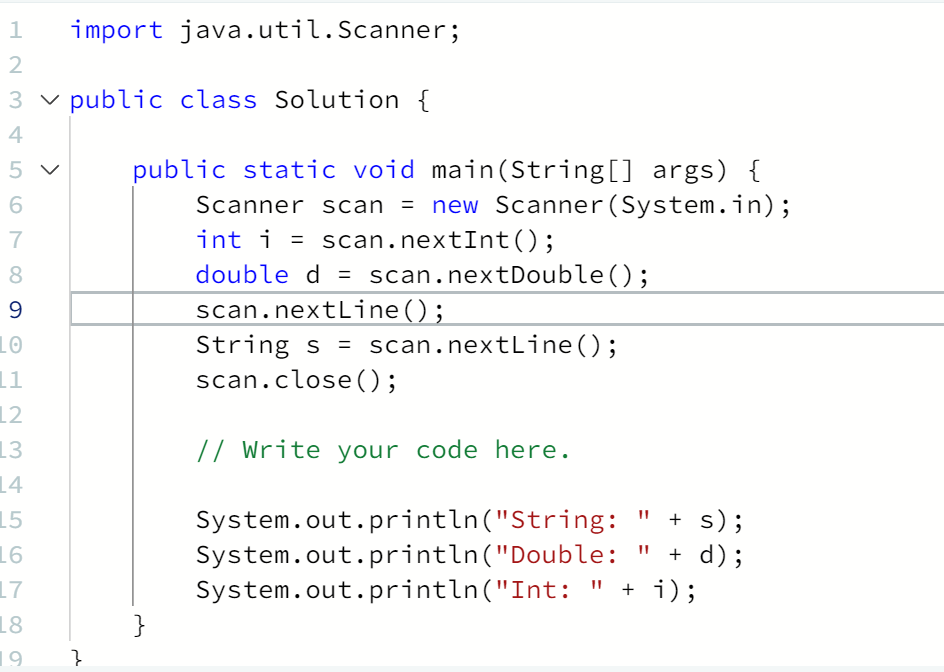 1 import java.util.Scanner;
2
3 public class Solution {
4
5 public static void main(String[] args) {
6 Scanner scan = new Scanner(System.in);
7 int i = scan.nextInt();
8 double d = scan.nextDouble();
9 scan.nextLine();
10 String s = scan.nextLine();
11 scan.close();
12
13 // Write your code here.
14
15 System.out.println("String: " + s);
16 System.out.println("Double: " + d);
17 System.out.println("Int: " + i);
18 }
19 }